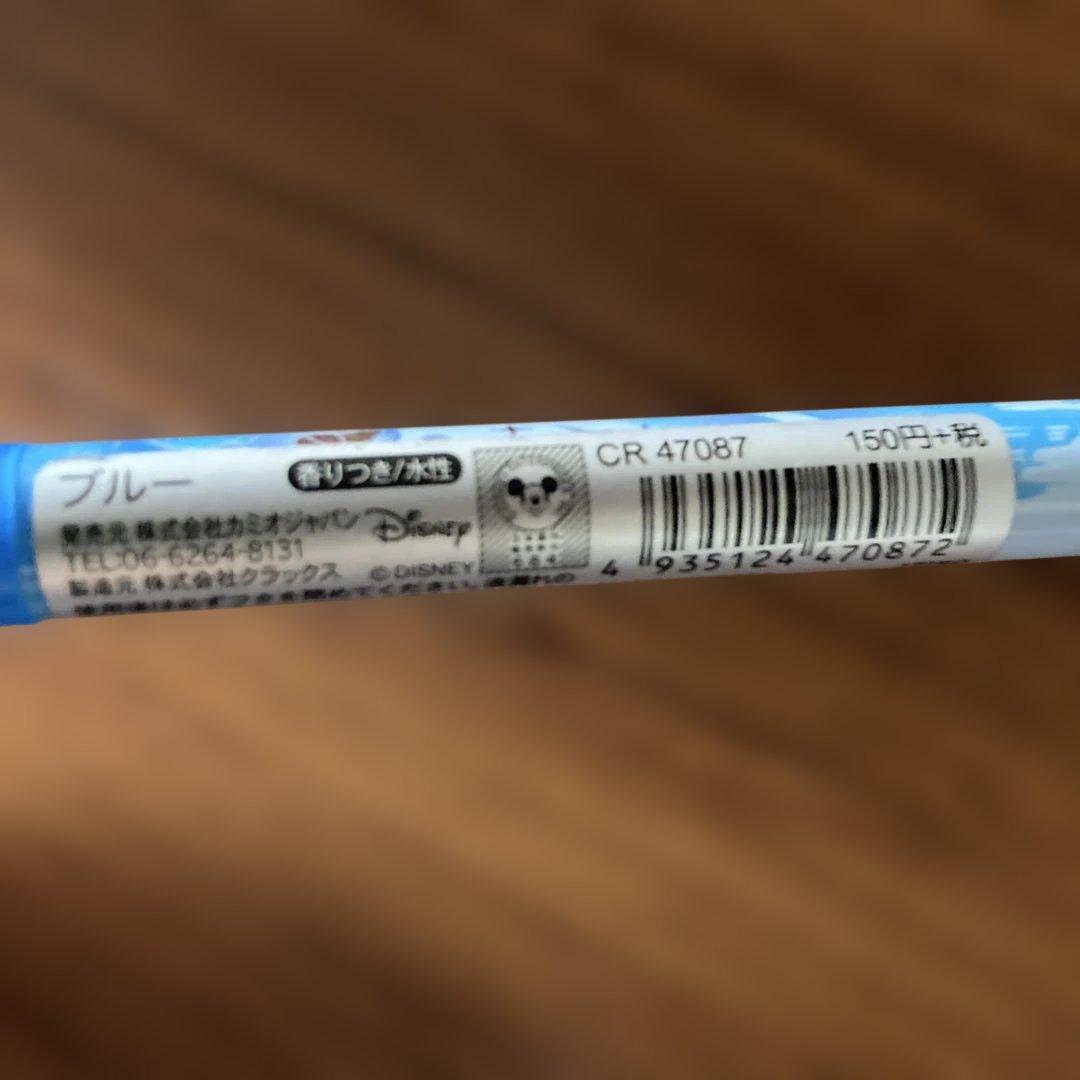 ブルー 香りつき/水性
発売元 株式会社カミオジャパン
TEL:06-6264-8131
製造元 株式会社クラックス
Disney
©DISNEY
CR 47087 150円+税
4 935124 470872